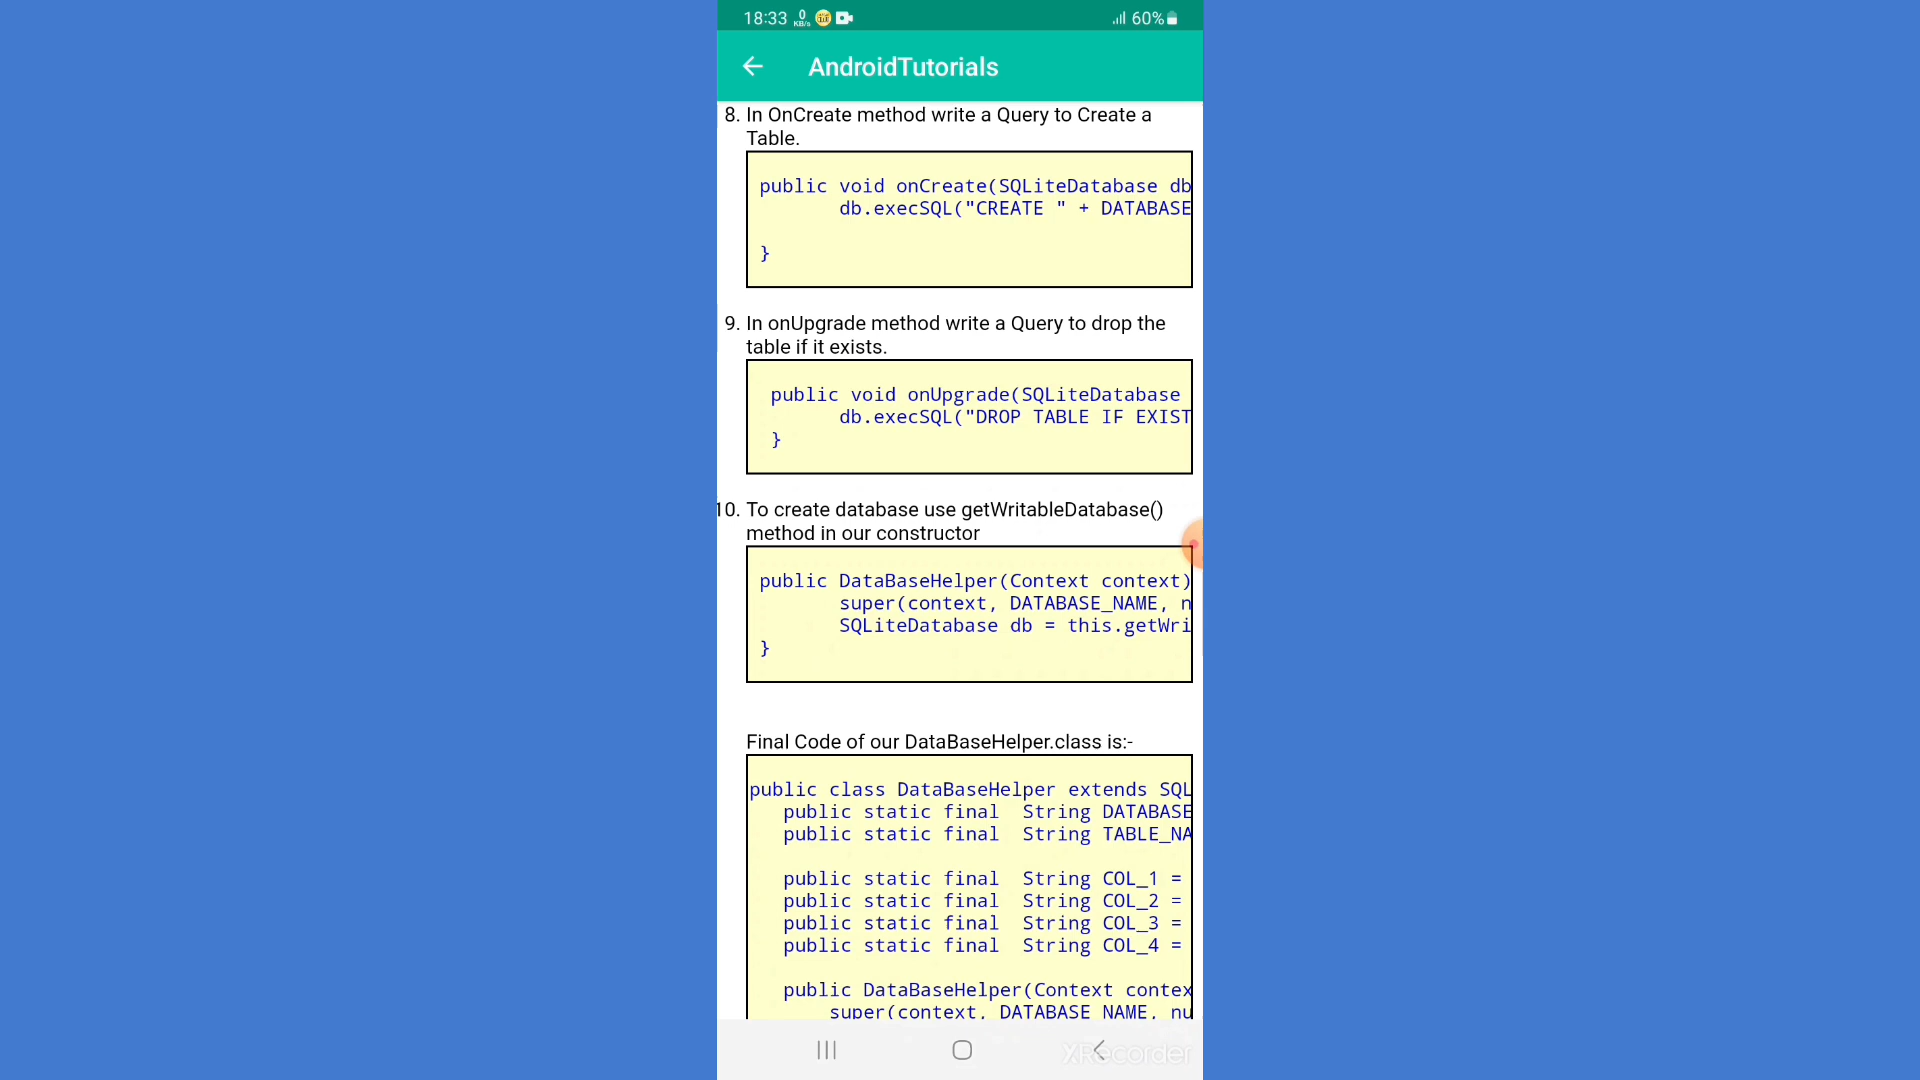 18:33 0 KB/s 60%
AndroidTutorials
8. In OnCreate method write a Query to Create a
Table.
public void onCreate(SQLiteDatabase db
db.execSQL("CREATE " + DATABASE
}
9. In onUpgrade method write a Query to drop the
table if it exists.
public void onUpgrade(SQLiteDatabase
db.execSQL("DROP TABLE IF EXIST
}
10. To create database use getWritableDatabase()
method in our constructor
public DataBaseHelper(Context context)
super(context, DATABASE_NAME, n
SQLiteDatabase db = this.getWri
}
Final Code of our DataBaseHelper.class is:-
public class DataBaseHelper extends SQL
public static final  String DATABASE
public static final  String TABLE_NA
public static final  String COL_1 =
public static final  String COL_2 =
public static final  String COL_3 =
public static final  String COL_4 =
public DataBaseHelper(Context contex
super(context, DATABASE_NAME, nu
XRecorder